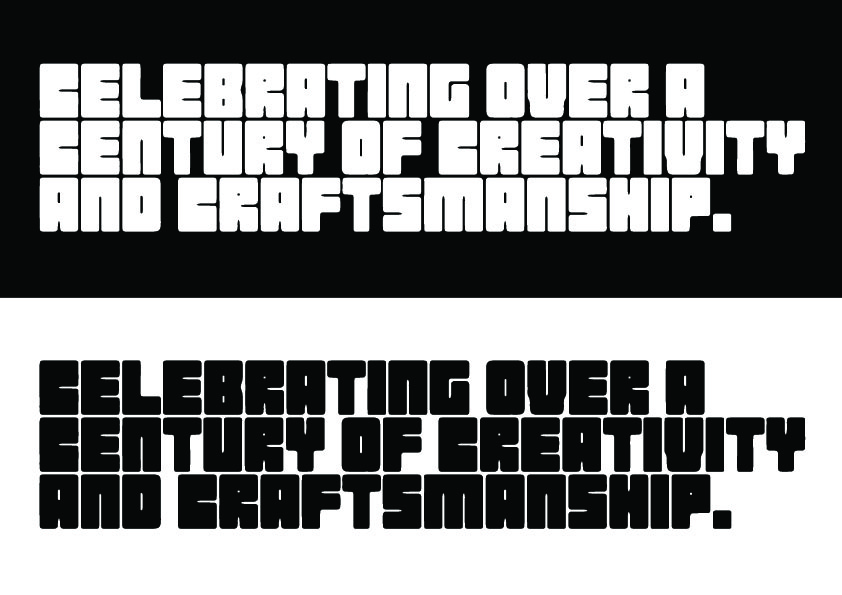 CELEBRATING OVER A
CENTURY OF CREATIVITY
AND CRAFTSMANSHIP.
CELEBRATING OVER A
CENTURY OF CREATIVITY
AND CRAFTSMANSHIP.